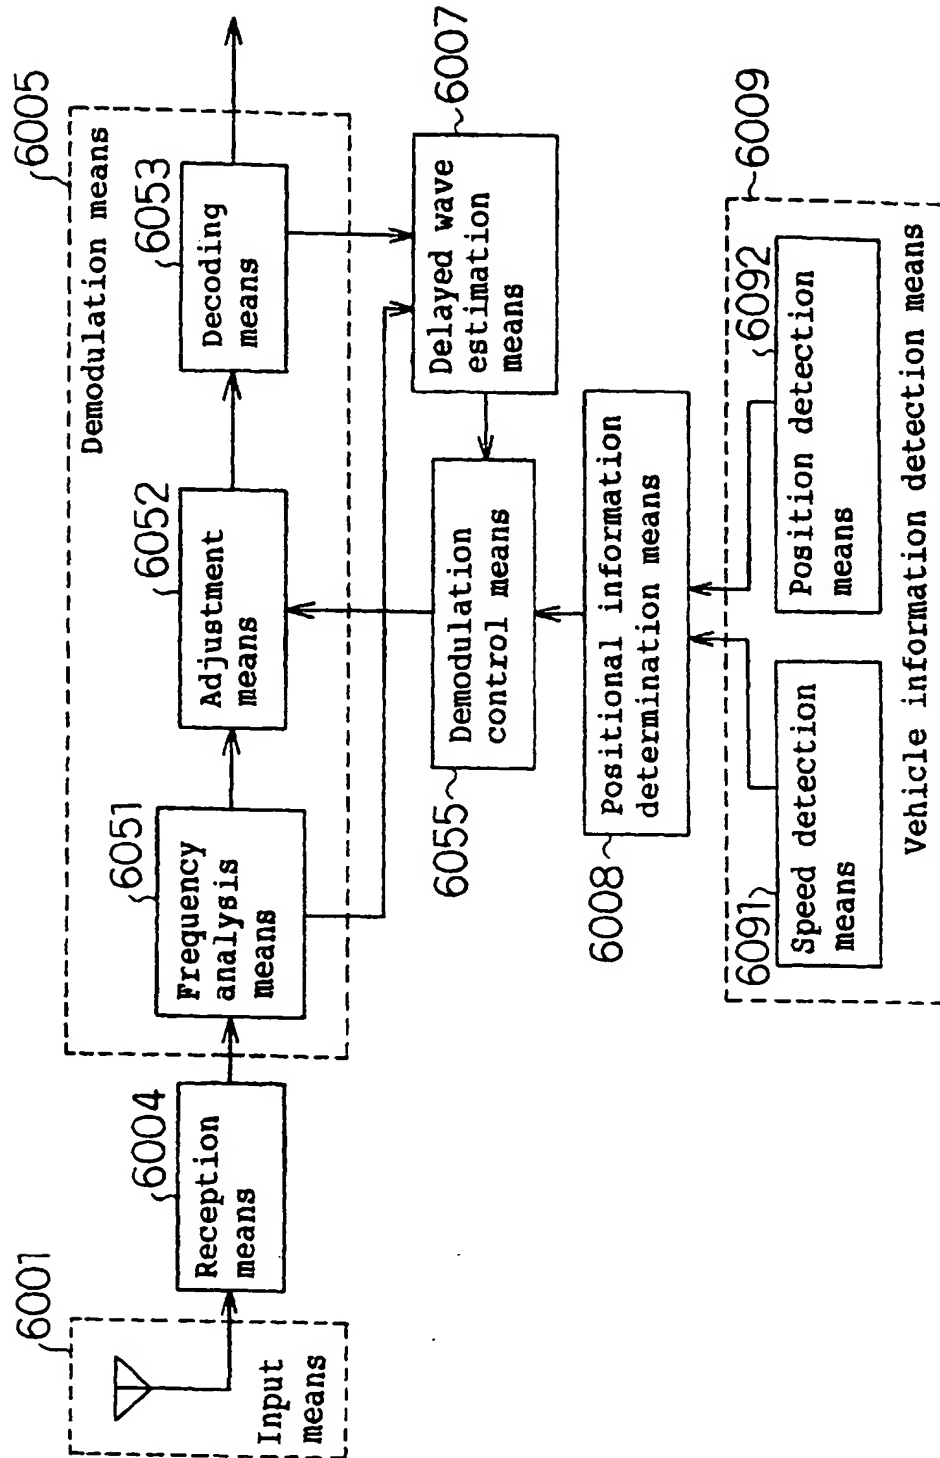 6001
Input
means
6004
Reception
means
6005
Demodulation means
6051
Frequency
analysis
means
6052
Adjustment
means
6053
Decoding
means
6007
Delayed wave
estimation
means
6055
Demodulation
control means
6008
Positional information
determination means
6009
6091
Speed detection
means
6092
Position detection
means
Vehicle information detection means